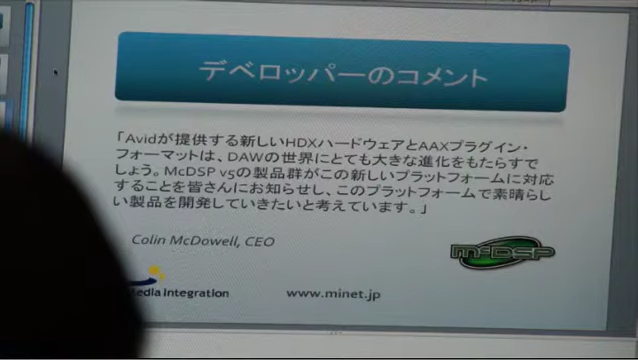 デベロッパーのコメント
「Avidが提供する新しいHDXハードウェアとAAXプラグイン・
フォーマットは、DAWの世界にとても大きな進化をもたらすで
しょう。McDSP v5の製品群がこの新しいプラットフォームに対応
することを皆さんにお知らせし、このプラットフォームで素晴らし
い製品を開発していきたいと考えています。」
Colin McDowell, CEO
McDSP
Media Integration
www.minet.jp